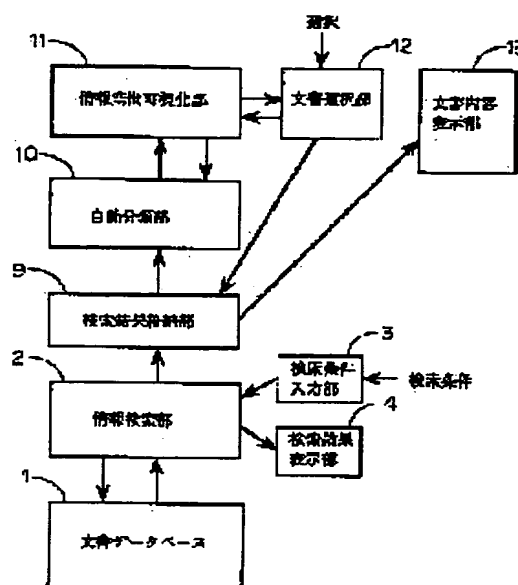 選択
11
12
13
情報空間可視化部
文書選択部
文書内容
表示部
10
自動分類部
9
検索結果格納部
2
3
検索条件
入力部
検索条件
情報検索部
4
検索結果
表示部
1
文書データベース